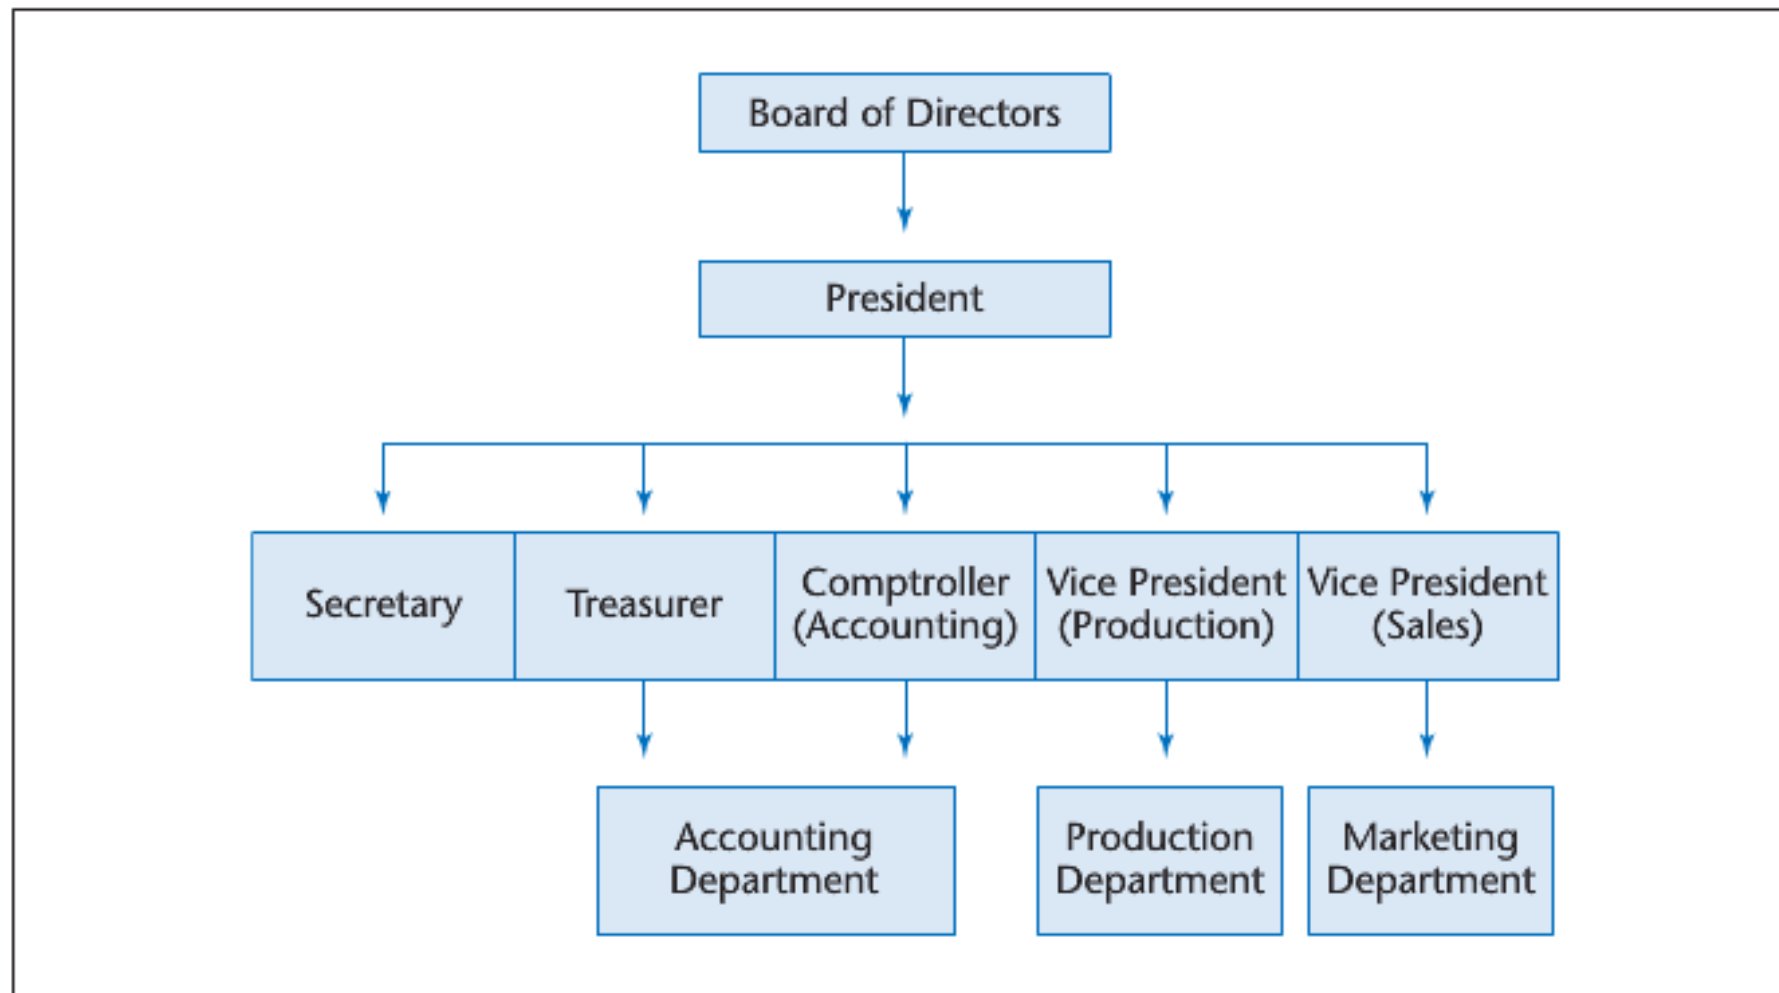 Board of Directors
President
Secretary
Treasurer
Comptroller
(Accounting)
Vice President
(Production)
Vice President
(Sales)
Accounting
Department
Production
Department
Marketing
Department